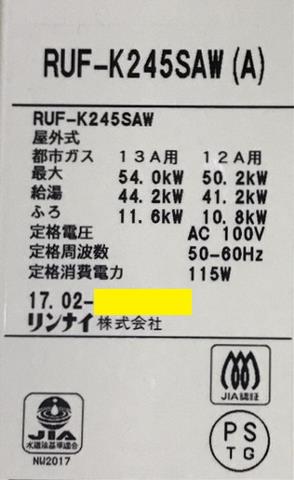 RUF-K245SAW (A)
RUF-K245SAW
屋外式
都市ガス 13A用 12A用
最大 54.0kW 50.2kW
給湯 44.2kW 41.2kW
ふろ 11.6kW 10.8kW
定格電圧 AC 100V
定格周波数 50-60Hz
定格消費電力 115W
17.02-
リンナイ株式会社
JIA認証
JIA
水道法基準適合
NW2017
PS
TG